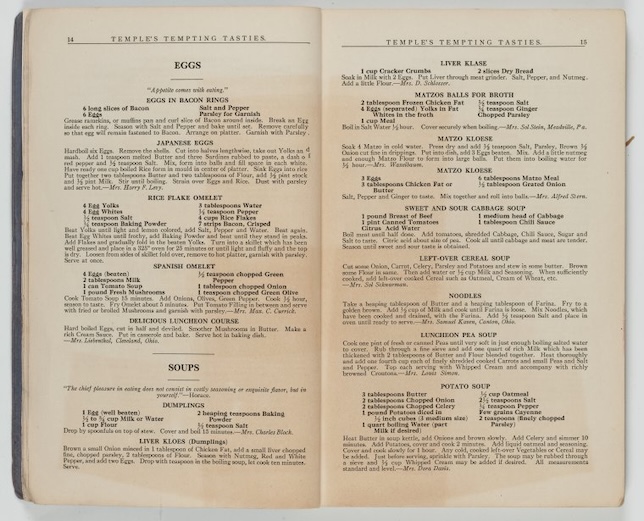 14 TEMPLE'S TEMPTING TASTIES.
EGGS
"Appetite comes with eating."
EGGS IN BACON RINGS
6 long slices of Bacon Salt and Pepper
6 Eggs Parsley for Garnish
Grease ramikins, or muffins pan and curl slice of Bacon around inside. Break an Egg
inside each ring. Season with Salt and Pepper and bake until set. Remove carefully
so that egg will remain fastened to Bacon. Arrange on platter. Garnish with Parsley.
JAPANESE EGGS
Hardboil six Eggs. Remove the shells. Cut into halves lengthwise, take out Yolks an
mash. Add 1 teaspoon melted Butter and three Sardines rubbed to paste, a dash o
red pepper and ½ teaspoon Salt. Mix, form into balls and fill space in each white.
Have ready one cup boiled Rice form in mould in center of platter. Stack Eggs into rice
Put together two tablespoons Butter and two tablespoons of Flour, add ½ pint stock
and ½ pint Milk. Stir until boiling. Strain over Eggs and Rice. Dust with parsley
and serve hot.—Mrs. Harry F. Levy.
RICE FLAKE OMELET
4 Egg Yolks 3 tablespoons Water
4 Egg Whites ⅛ teaspoon Pepper
½ teaspoon Salt 4 cups Rice Flakes
½ teaspoon Baking Powder 7 strips Bacon, Crisped
Beat Yolks until light and lemon colored, add Salt, Pepper and Water. Beat again.
Beat Egg Whites until frothy, add Baking Powder and beat until they stand in peaks.
Add Flakes and gradually fold in the beaten Yolks. Turn into a skillet which has been
well greased and place in a 325° oven for 25 minutes or until light and fluffy and the top
is dry. Loosen from sides of skillet fold over, remove to hot platter, garnish with parsley.
Serve at once.
SPANISH OMELET
4 Eggs (beaten) ½ teaspoon chopped Green
2 tablespoons Milk Pepper
1 can Tomato Soup 1 tablespoon chopped Onion
1 pound Fresh Mushrooms 1 teaspoon chopped Green Olive
Cook Tomato Soup 15 minutes. Add Onions, Olives, Green Pepper. Cook ½ hour,
season to taste. Fry Omelet about 5 minutes. Put Tomato Filling in between and serve
with fried or broiled Mushrooms and garnish with parsley.—Mrs. Max C. Currick.
DELICIOUS LUNCHEON COURSE
Hard boiled Eggs, cut in half and deviled. Smother Mushrooms in Butter. Make a
rich Cream Sauce. Put in casserole and bake. Serve hot in baking dish.
—Mrs. Liebenthal, Cleveland, Ohio.
SOUPS
"The chief pleasure in eating does not consist in costly seasoning or exquisite flavor, but in
yourself."—Horace.
DUMPLINGS
1 Egg (well beaten) 2 heaping teaspoons Baking
½ to ¾ cup Milk or Water Powder
1 cup Flour ½ teaspoon Salt
Drop by spoonfuls on top of stew. Cover and boil 15 minutes.—Mrs. Charles Black.
LIVER KLOES (Dumplings)
Brown a small Onion minced in 1 tablespoon of Chicken Fat, add a small liver chopped
fine, chopped parsley, 2 tablespoons of Flour. Season with Nutmeg, Red and White
Pepper, and add two Eggs. Drop with teaspoon in the boiling soup, let cook ten minutes.
Serve.
TEMPLE'S TEMPTING TASTIES. 15
LIVER KLASE
1 cup Cracker Crumbs 2 slices Dry Bread
Soak in Milk with 2 Eggs. Put Liver through meat grinder. Salt, Pepper, and Nutmeg.
Add a little Flour.—Mrs. D. Schlosser.
MATZOS BALLS FOR BROTH
2 tablespoons Frozen Chicken Fat ½ teaspoon Salt
4 Eggs (separated) Yolks in Fat ¼ teaspoon Ginger
Whites in the froth Chopped Parsley
1 cup Meal
Boil in Salt Water ½ hour. Cover securely when boiling.—Mrs. Sol Stein, Meadville, Pa.
MATZO KLOESE
Soak 4 Matzo in cold water. Press dry and add ½ teaspoon Salt, Parsley, Brown ½
Onion cut fine in drippings. Put into dish, add 3 Eggs beaten. Mix. Add a little nutmeg
and enough Matzo Flour to form into large balls. Put them into boiling water for
½ hour.—Mrs.
MATZO KLOESE
3 Eggs 6 tablespoons Matzo Meal
3 tablespoons Chicken Fat or ½ tablespoon Grated Onion
Butter
Salt, Pepper and Ginger to taste. Mix together and roll into balls.—Mrs. Alfred Stern.
SWEET AND SOUR CABBAGE SOUP
1 pound Breast of Beef 1 medium head of Cabbage
1 pint Canned Tomatoes 1 tablespoon Chili Sauce
Citrus Acid Water
Boil meat until half done. Add tomatoes, shredded Cabbage, Chili Sauce, Sugar and
Salt to taste. Citric acid about size of pea. Cook all until cabbage and meat are tender.
Season until sweet and sour taste is obtained.
LEFT-OVER CEREAL SOUP
Cut some Onion, Carrot, Celery, Parsley and Potatoes and stew in some butter. Brown
some Flour in same. Then add water or ½ cup Milk and Seasoning. When sufficiently
cooked, add left-over cooked Cereal such as Oatmeal, Cream of Wheat, etc.
—Mrs. Sol Schwarzman.
NOODLES
Take a heaping tablespoon of Butter and a heaping tablespoon of Farina. Fry to a
golden brown. Add ½ cup of Milk and cook until Farina is loose. Mix Noodles, which
have been cooked and drained, with the Farina. Add ½ teaspoon Salt and place in
oven until ready to serve.—Mrs. Samuel Karen, Canton, Ohio.
LUNCHEON PEA SOUP
Cook one pint of fresh or canned Peas until very soft in just enough boiling salted water
to cover. Rub through a fine sieve and add one quart of rich Milk which has been
thickened with 2 tablespoons of Butter and Flour blended together. Heat thoroughly
and add one fourth cup each of finely shredded cooked Carrots and small Peas and Salt
and Pepper. Top each serving with Whipped Cream and accompany with richly
browned Croutons.—Mrs. Louis Simon.
POTATO SOUP
3 tablespoons Butter ½ cup Oatmeal
2 tablespoons Chopped Onion 2½ teaspoons Salt
2 tablespoons Chopped Celery ¼ teaspoon Pepper
1 pound Potatoes diced in Few grains Cayenne
½ inch cubes (3 medium size) 2 teaspoons (finely chopped
1 quart boiling Water (part Parsley)
Milk if desired)
Heat Butter in soup kettle, add Onions and brown slowly. Add Celery and simmer 10
minutes. Add Potatoes, cover and cook 2 minutes. Add liquid oatmeal and seasoning.
Cover and cook slowly for 1 hour. Any cold, cooked left-over Vegetables or Cereal may
be added. Just before serving, sprinkle with Parsley. The soup may be rubbed through
a sieve and ½ cup Whipped Cream may be added if desired. All measurements
standard and level.—Mrs. Dora Davis.